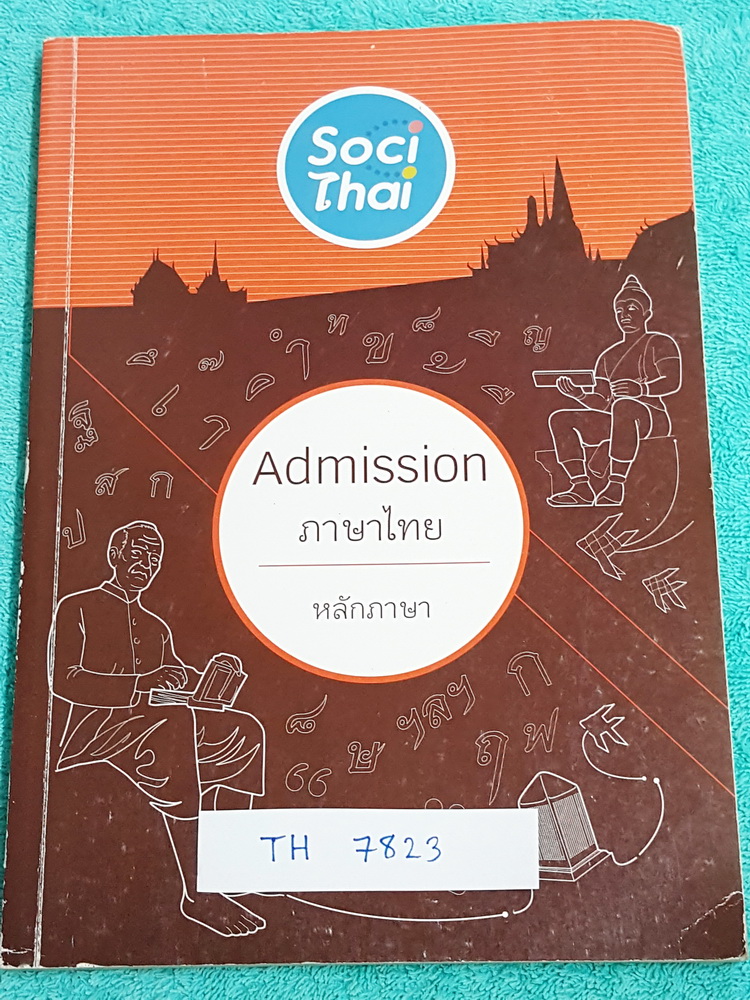 Soci
Thai
Admission
ภาษาไทย
หลักภาษา
TH 7823